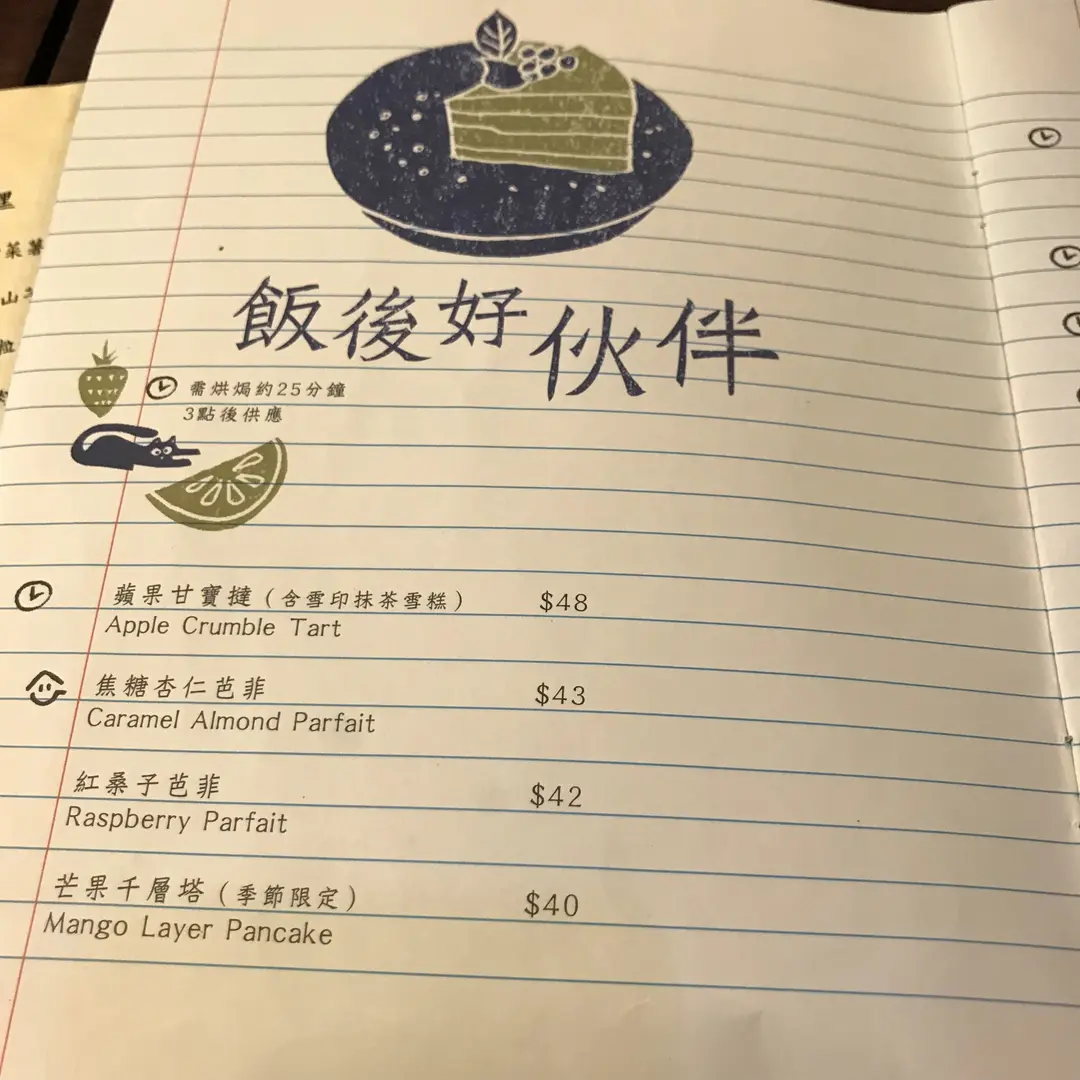 飯後好伙伴
需烘焗約25分鐘
3點後供應
蘋果甘寶撻（含雪印抹茶雪糕） $48
Apple Crumble Tart
焦糖杏仁芭菲 $43
Caramel Almond Parfait
紅桑子芭菲 $42
Raspberry Parfait
芒果千層塔（季節限定） $40
Mango Layer Pancake